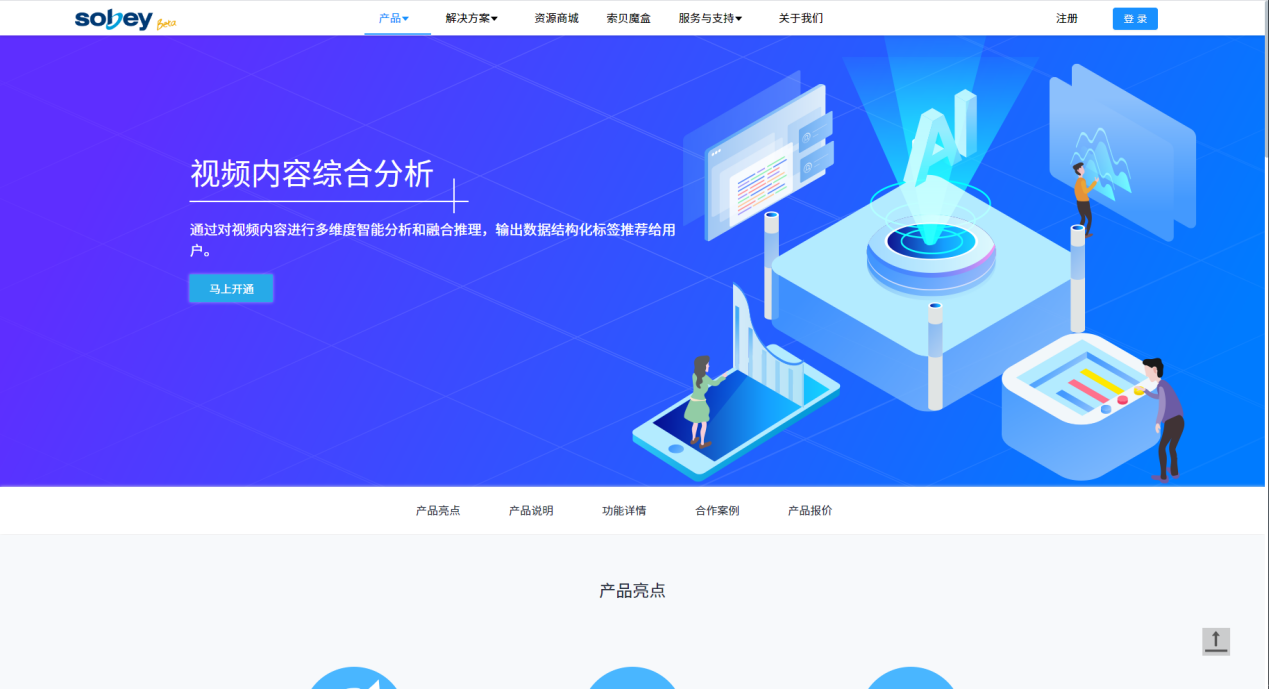 sobey Beta
产品▾ 解决方案▾ 资源商城 索贝魔盒 服务与支持▾ 关于我们 注册 登 录
视频内容综合分析
通过对视频内容进行多维度智能分析和融合推理，输出数据结构化标签推荐给用
户。
马上开通
AI
产品亮点 产品说明 功能详情 合作案例 产品报价
产品亮点